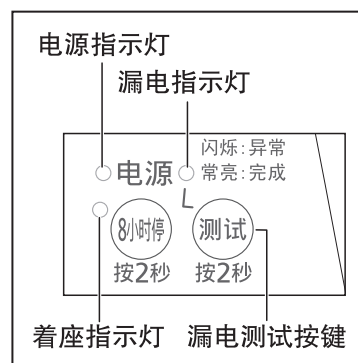 电源指示灯
漏电指示灯
闪烁:异常
电源
常亮:完成
8小时停
测试
按2秒
按2秒
着座指示灯
漏电测试按键